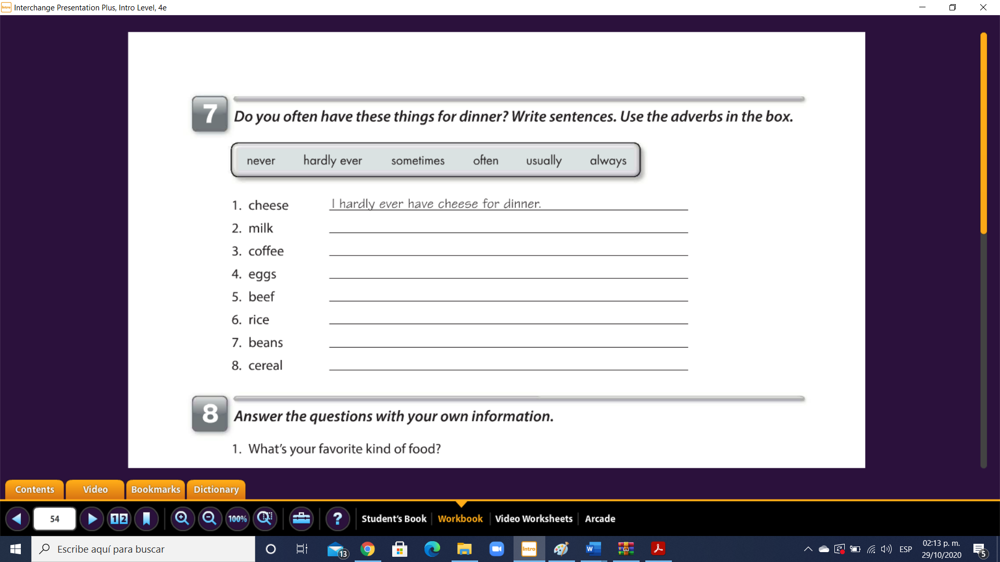 Interchange Presentation Plus, Intro Level, 4e
7
Do you often have these things for dinner? Write sentences. Use the adverbs in the box.
never hardly ever sometimes often usually always
1. cheese I hardly ever have cheese for dinner.
2. milk
3. coffee
4. eggs
5. beef
6. rice
7. beans
8. cereal
8
Answer the questions with your own information.
1. What's your favorite kind of food?
Contents Video Bookmarks Dictionary
54 12 100% ? Student's Book Workbook Video Worksheets Arcade
Escribe aquí para buscar 13 Intro W ESP 02:13 p. m.
29/10/2020 5